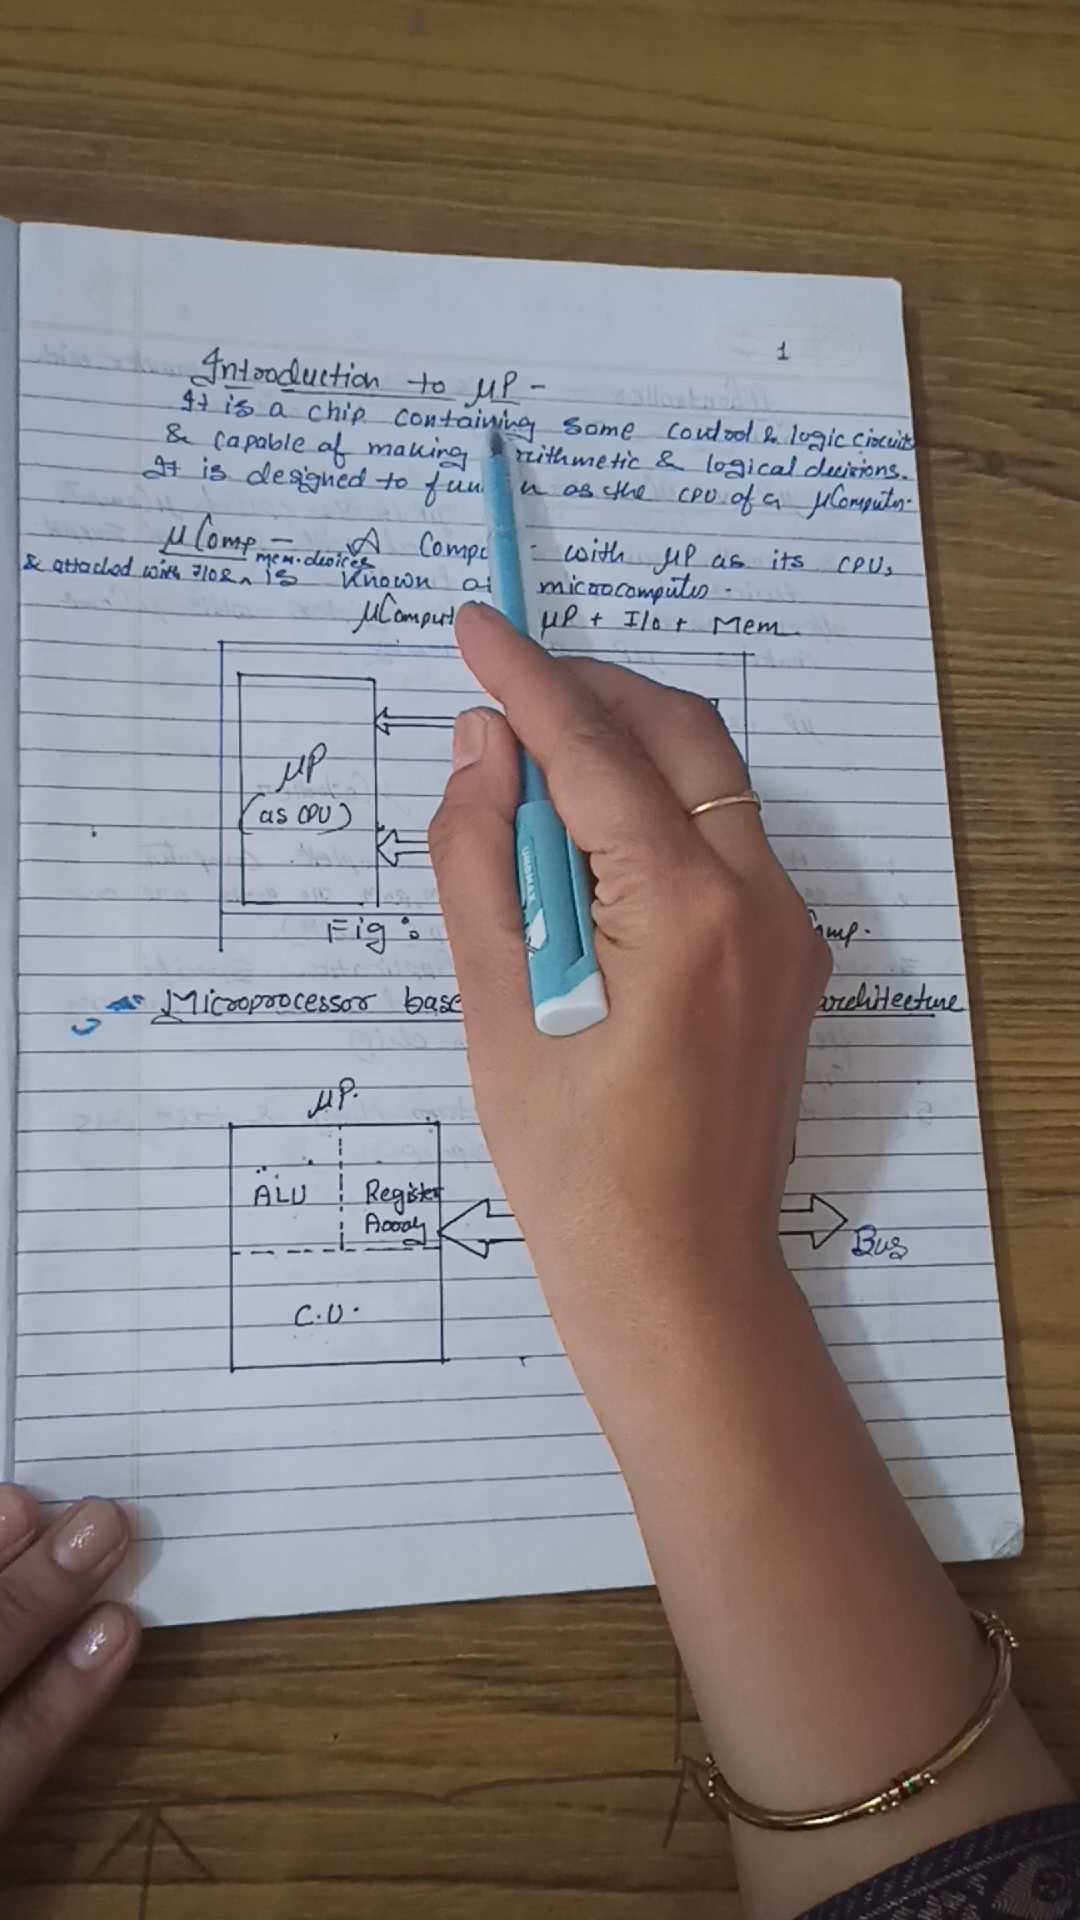 1
Introduction to μP -
It is a chip containing some control & logic circuits
& capable of making rithmetic & logical decisions.
It is designed to fun n as the CPU of a μComputer.
μComp - A Comp with μP as its CPU,
mem. devices
& attached with I/O & is known as microcomputer.
μComput μP + I/O + Mem
μP
(as CPU)
Fig :
omp.
Microprocessor base architecture
μP.
ALU
Register
Array
C.U.
Bus
UNOMAX